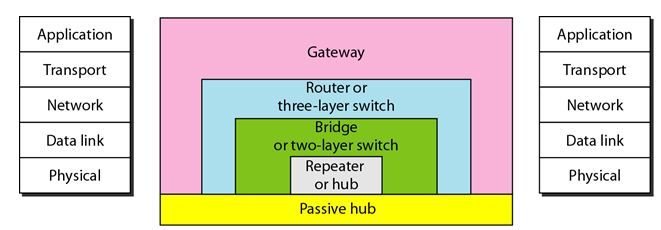 Application
Transport
Network
Data link
Physical
Gateway
Router or
three-layer switch
Bridge
or two-layer switch
Repeater
or hub
Passive hub
Application
Transport
Network
Data link
Physical